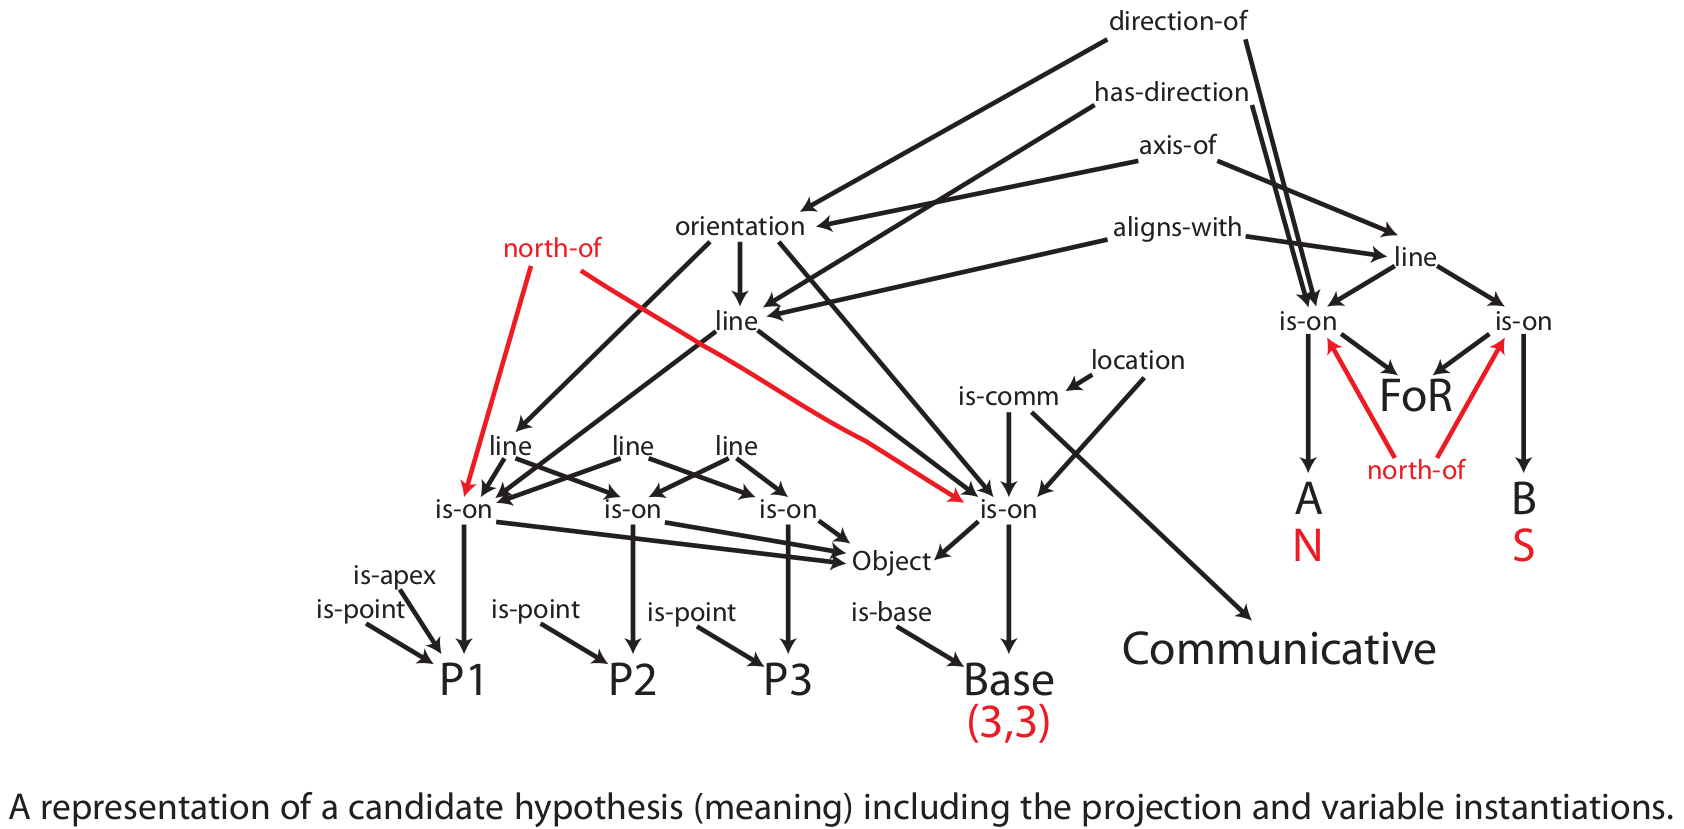 direction-of
has-direction
axis-of
orientation
aligns-with
north-of
line
line
is-on
is-on
location
is-comm
FoR
line
line
line
north-of
is-on
is-on
is-on
is-on
A
B
N
S
Object
is-apex
is-point
is-point
is-point
is-base
Communicative
P1
P2
P3
Base
(3,3)
A representation of a candidate hypothesis (meaning) including the projection and variable instantiations.